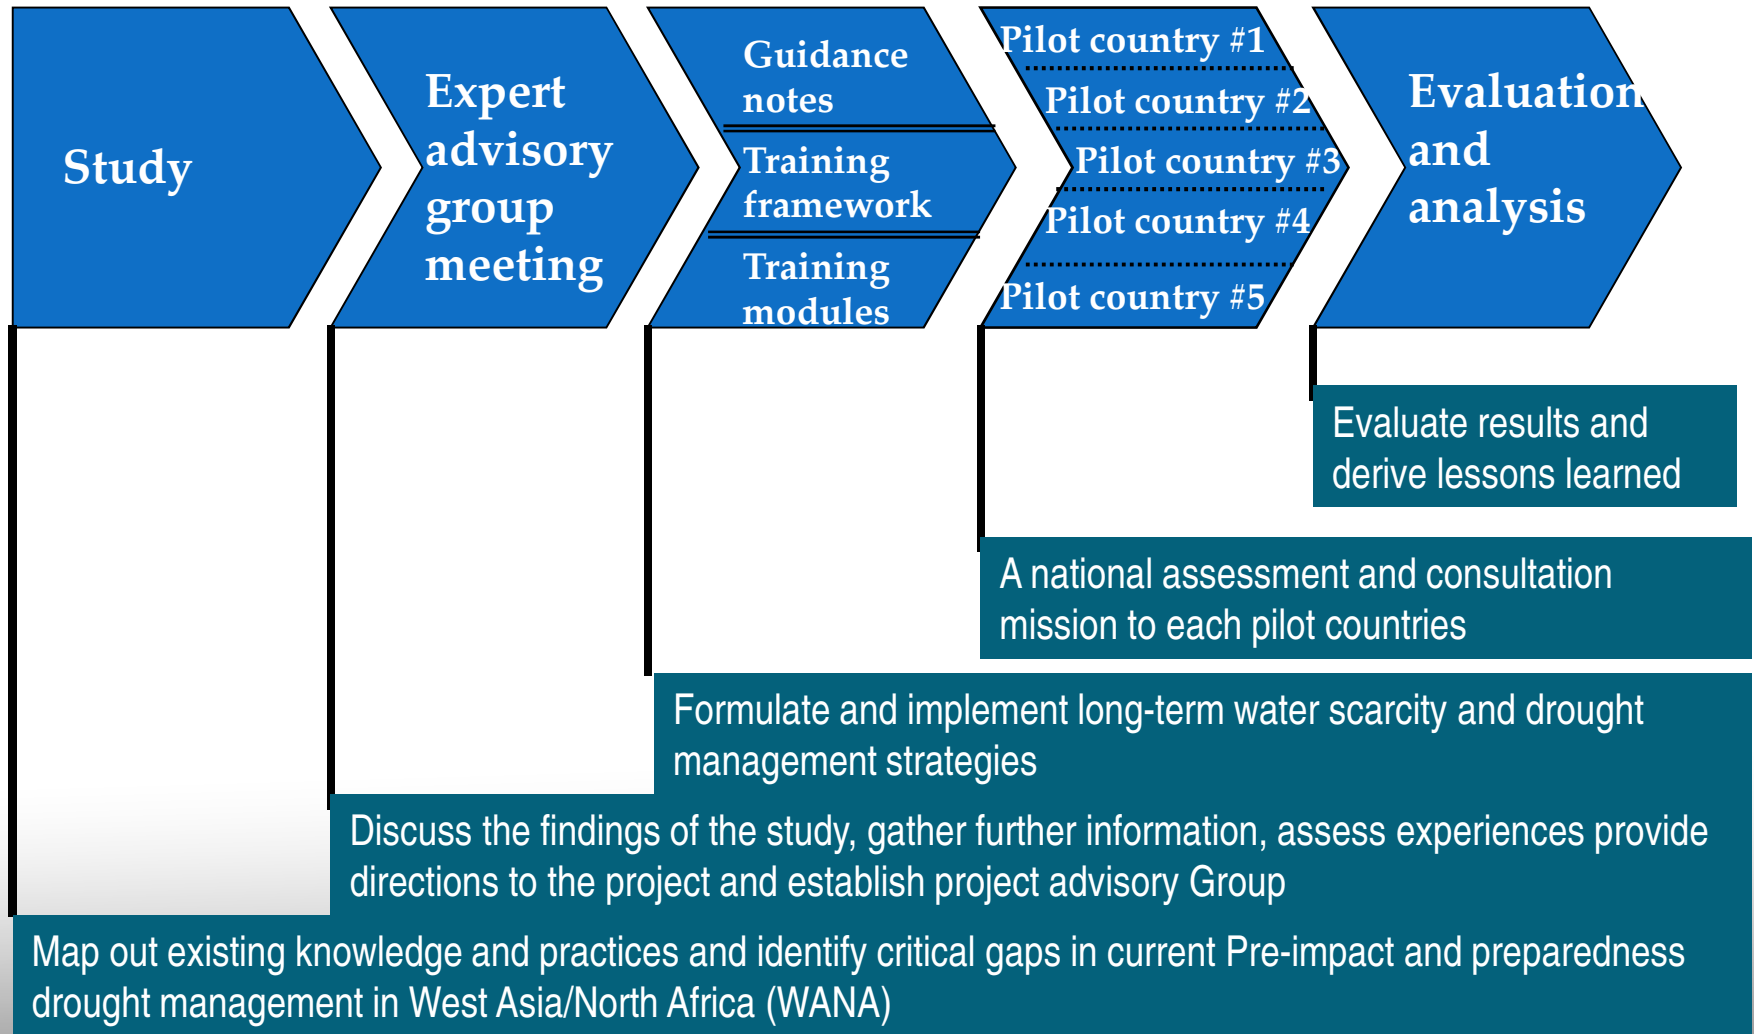 Study
Expert
advisory
group
meeting
Guidance
notes
Training
framework
Training
modules
Pilot country #1
Pilot country #2
Pilot country #3
Pilot country #4
Pilot country #5
Evaluation
and
analysis
Evaluate results and
derive lessons learned
A national assessment and consultation
mission to each pilot countries
Formulate and implement long-term water scarcity and drought
management strategies
Discuss the findings of the study, gather further information, assess experiences provide
directions to the project and establish project advisory Group
Map out existing knowledge and practices and identify critical gaps in current Pre-impact and preparedness
drought management in West Asia/North Africa (WANA)